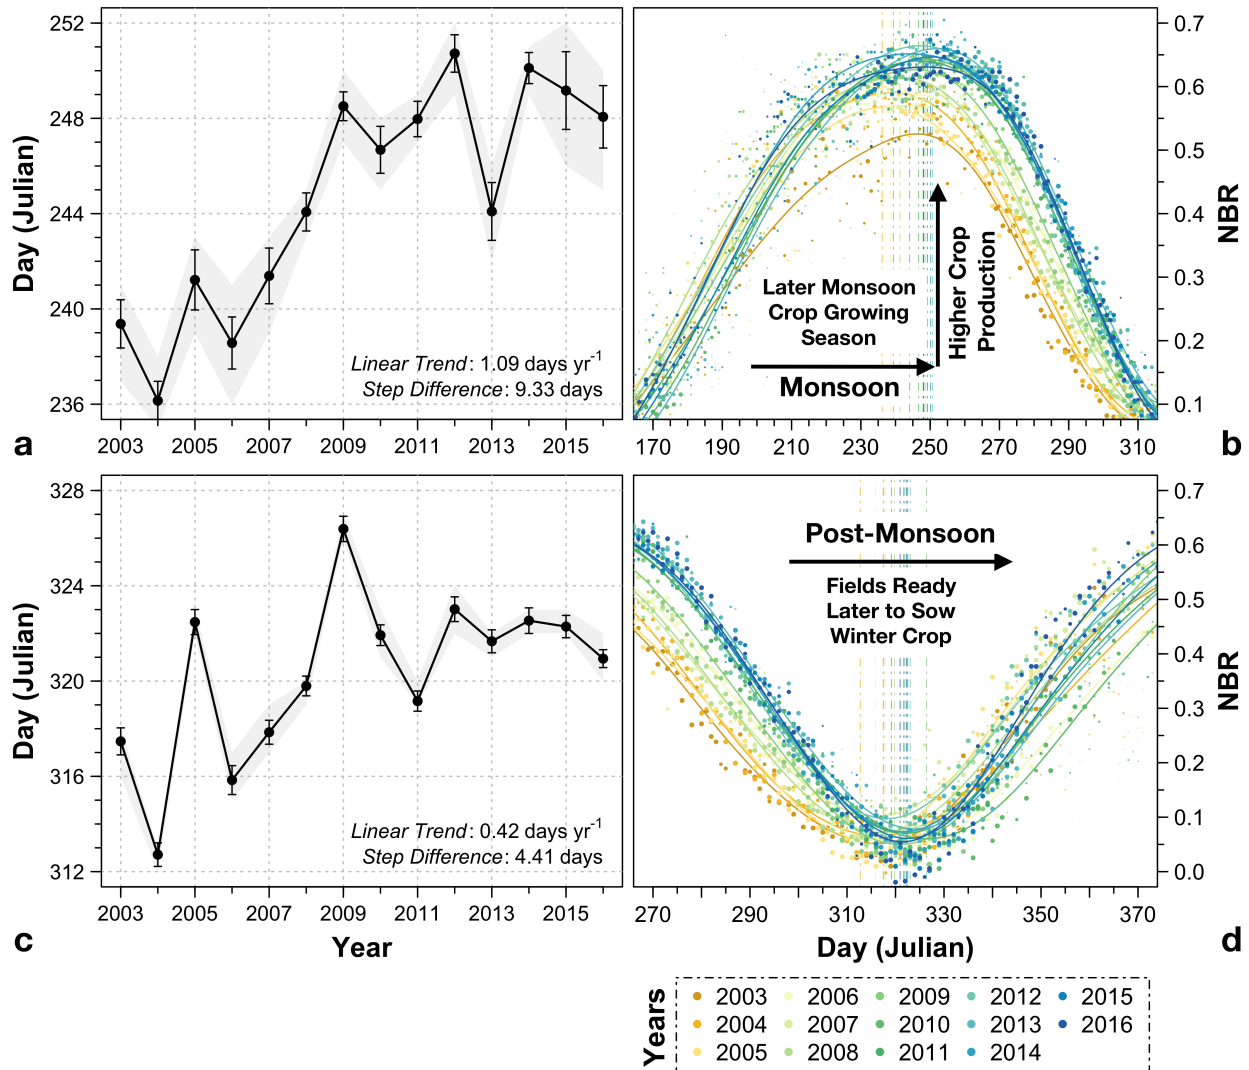 252
248
244
240
236
Day (Julian)
Linear Trend: 1.09 days yr-1
Step Difference: 9.33 days
2003 2005 2007 2009 2011 2013 2015
a
0.7
0.6
0.5
0.4
0.3
0.2
0.1
NBR
Later Monsoon
Crop Growing
Season
Monsoon
Higher Crop
Production
170 190 210 230 250 270 290 310
b
328
324
320
316
312
Day (Julian)
Linear Trend: 0.42 days yr-1
Step Difference: 4.41 days
2003 2005 2007 2009 2011 2013 2015
Year
c
0.7
0.6
0.5
0.4
0.3
0.2
0.1
0.0
NBR
Post-Monsoon
Fields Ready
Later to Sow
Winter Crop
270 290 310 330 350 370
Day (Julian)
d
Years
2003 2006 2009 2012 2015
2004 2007 2010 2013 2016
2005 2008 2011 2014